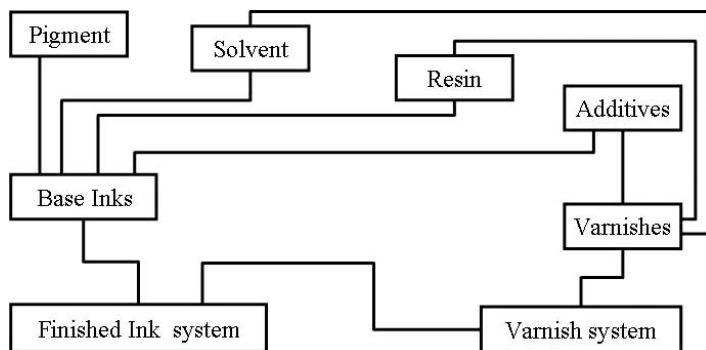 Pigment
Solvent
Resin
Additives
Base Inks
Varnishes
Finished Ink system
Varnish system